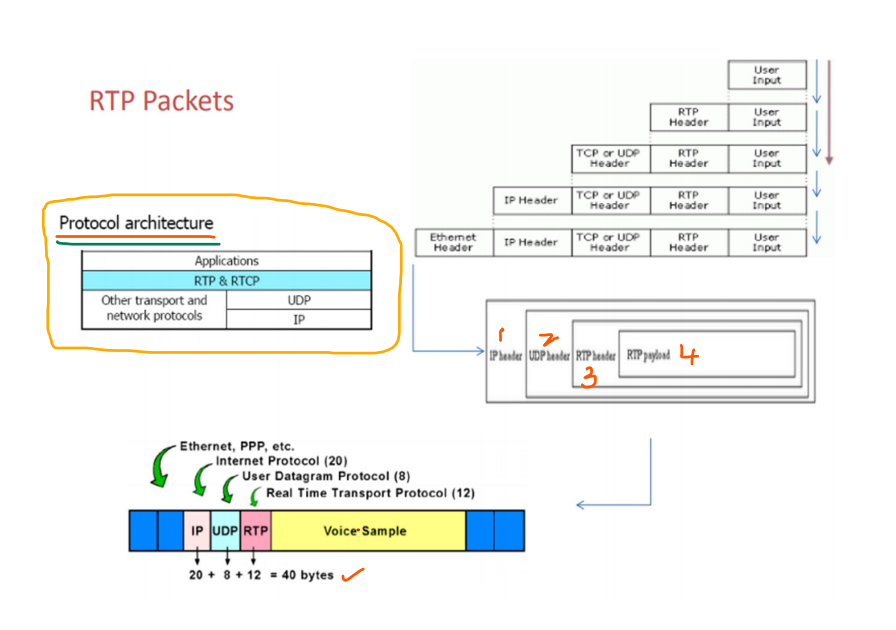 RTP Packets
User Input
RTP Header User Input
TCP or UDP Header RTP Header User Input
IP Header TCP or UDP Header RTP Header User Input
Ethernet Header IP Header TCP or UDP Header RTP Header User Input
Protocol architecture
Applications
RTP & RTCP
Other transport and network protocols
UDP
IP
1 2
IP header UDP header RTP header RTP payload 4
3
Ethernet, PPP, etc.
Internet Protocol (20)
User Datagram Protocol (8)
Real Time Transport Protocol (12)
IP UDP RTP Voice Sample
20 + 8 + 12 = 40 bytes